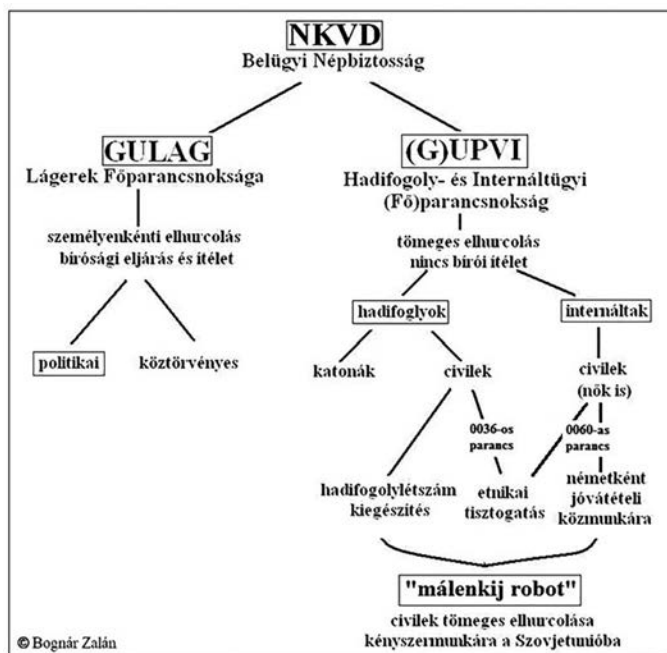 NKVD
Belügyi Népbiztosság
GULAG
Lágerek Főparancsnoksága
személyenkénti elhurcolás
bírósági eljárás és ítélet
politikai
köztörvényes
(G)UPVI
Hadifogoly- és Internáltügyi
(Fő)parancsnokság
tömeges elhurcolás
nincs bírói ítélet
hadifoglyok
internáltak
katonák
civilek
civilek
(nők is)
0036-os
parancs
0060-as
parancs
hadifogolylétszám
kiegészítés
etnikai
tisztogatás
németként
jóvátételi
közmunkára
"málenkij robot"
civilek tömeges elhurcolása
kényszermunkára a Szovjetunióba
© Bognár Zalán